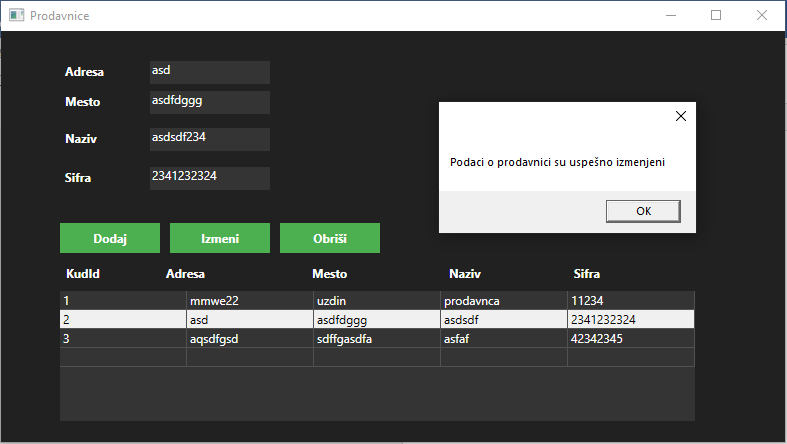 Prodavnice
Adresa asd
Mesto asdfdggg
Naziv asdsdf234
Sifra 2341232324
Podaci o prodavnici su uspešno izmenjeni
OK
Dodaj Izmeni Obriši
KudId Adresa Mesto Naziv Sifra
1 mmwe22 uzdin prodavnca 11234
2 asd asdfdggg asdsdf 2341232324
3 aqsdfgsd sdffgasdfa asfaf 42342345